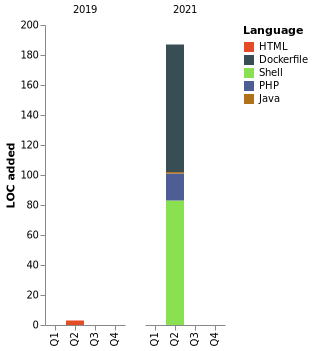 2019
2021
LOC added
200
180
160
140
120
100
80
60
40
20
0
Q1
Q2
Q3
Q4
Q1
Q2
Q3
Q4
Language
HTML
Dockerfile
Shell
PHP
Java